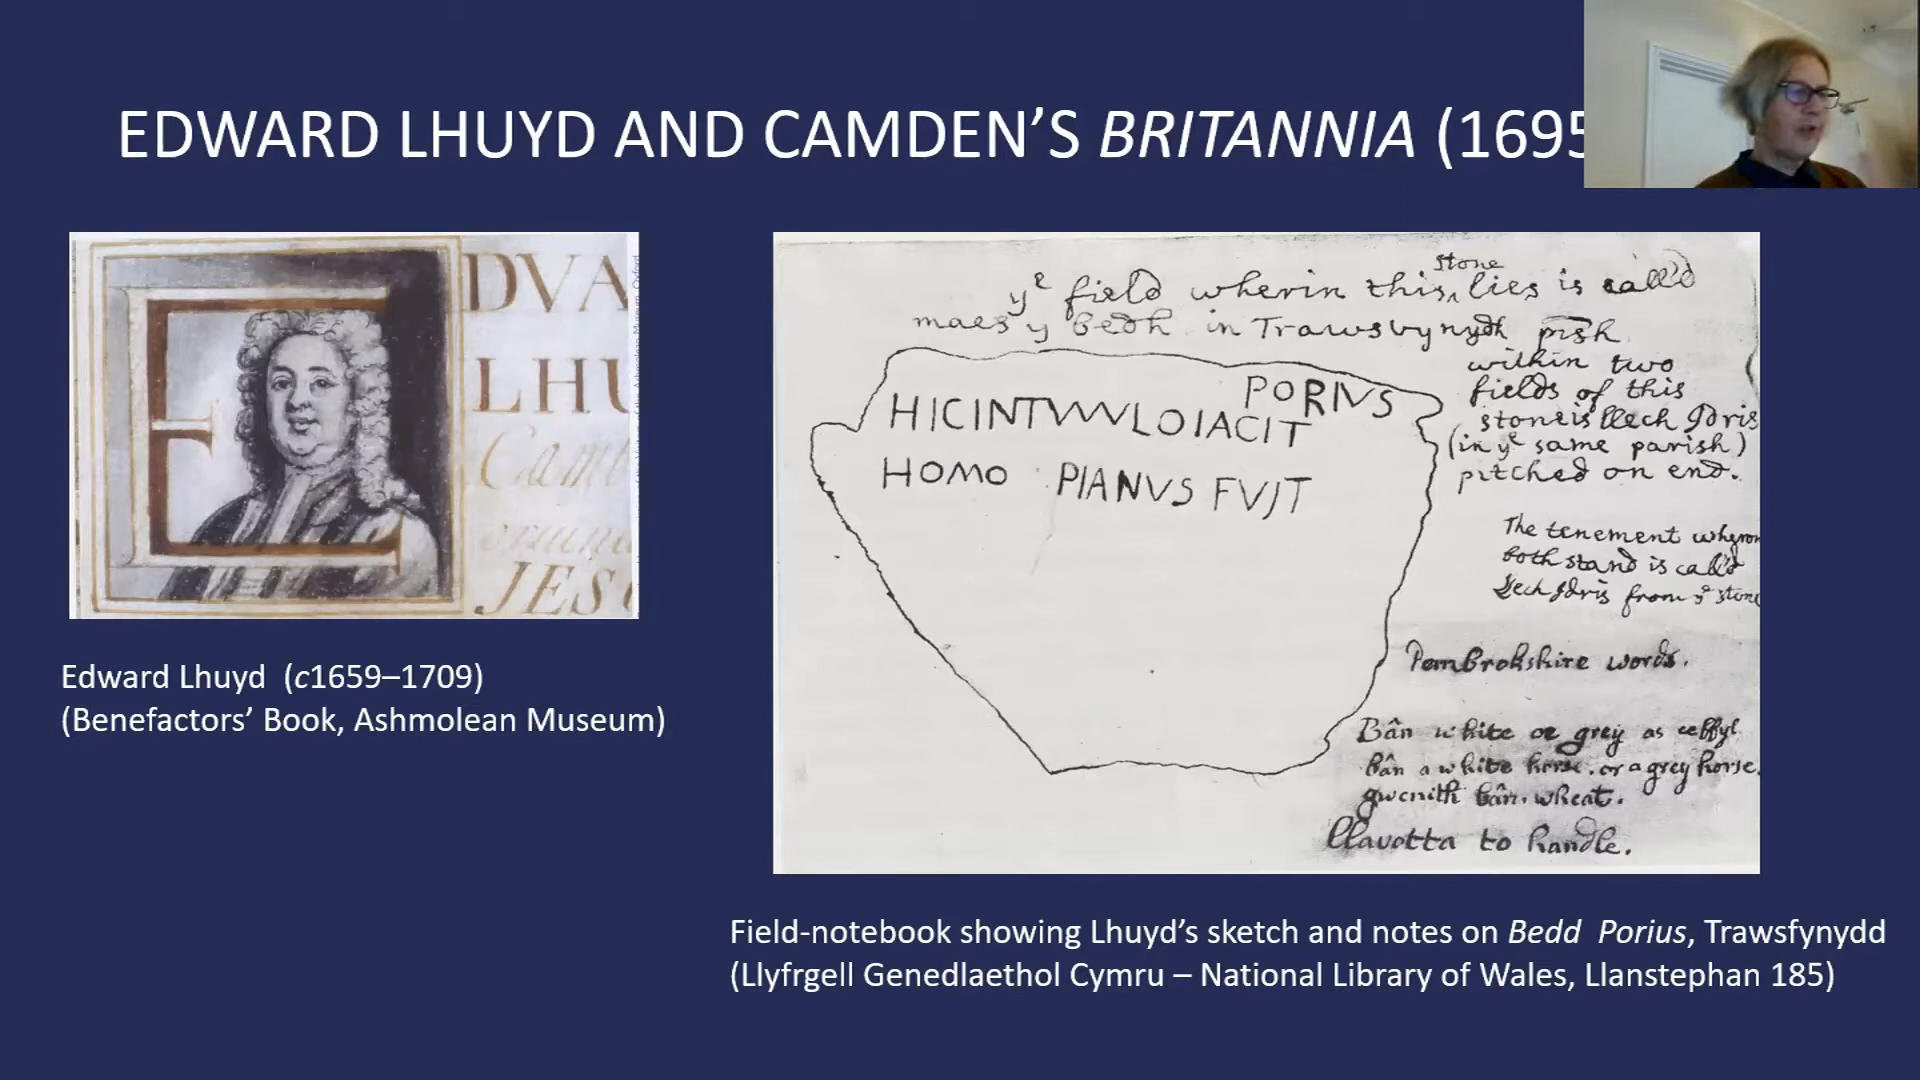 EDWARD LHUYD AND CAMDEN’S BRITANNIA (1695
DVA
LHU
Camb
JES
Edward Lhuyd (c1659–1709)
(Benefactors’ Book, Ashmolean Museum)
stone
yᵉ field wherin this‸ lies is call'd
maes y bedh in Trawsvynydh pish
within two
fields of this
stone is llech Idris
(in yᵉ same parish)
pitched on end.
PORIVS
HICINTVMVLOIACIT
HOMO PIANVS FVJT
The tenement wheron
both stand is call'd
Llech Idris from yᵉ stone
Pembrokshire words.
Bân white or grey as ceffyl
bân a white horse. or a grey horse.
gwenith bân. wheat.
llavotta to handle.
Field-notebook showing Lhuyd’s sketch and notes on Bedd Porius, Trawsfynydd
(Llyfrgell Genedlaethol Cymru – National Library of Wales, Llanstephan 185)